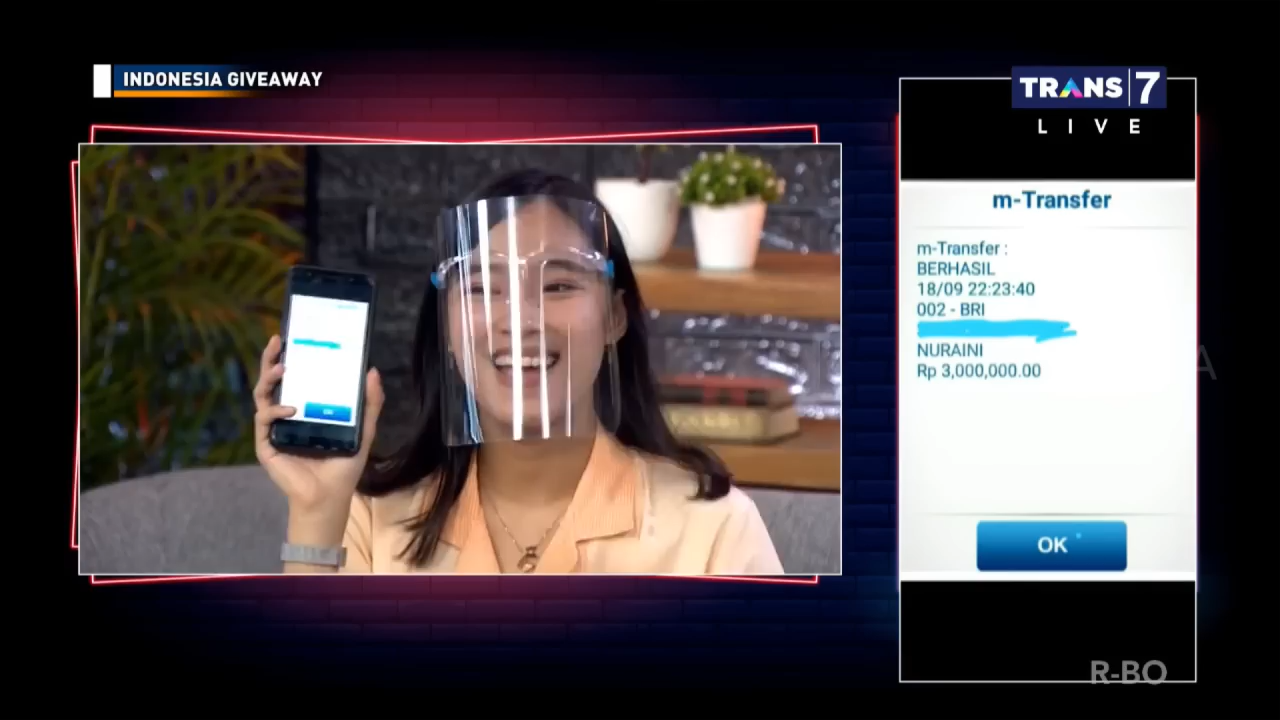 INDONESIA GIVEAWAY
TRANS|7
LIVE
m-Transfer
m-Transfer :
BERHASIL
18/09 22:23:40
002 - BRI
NURAINI
Rp 3,000,000.00
OK
R-BO